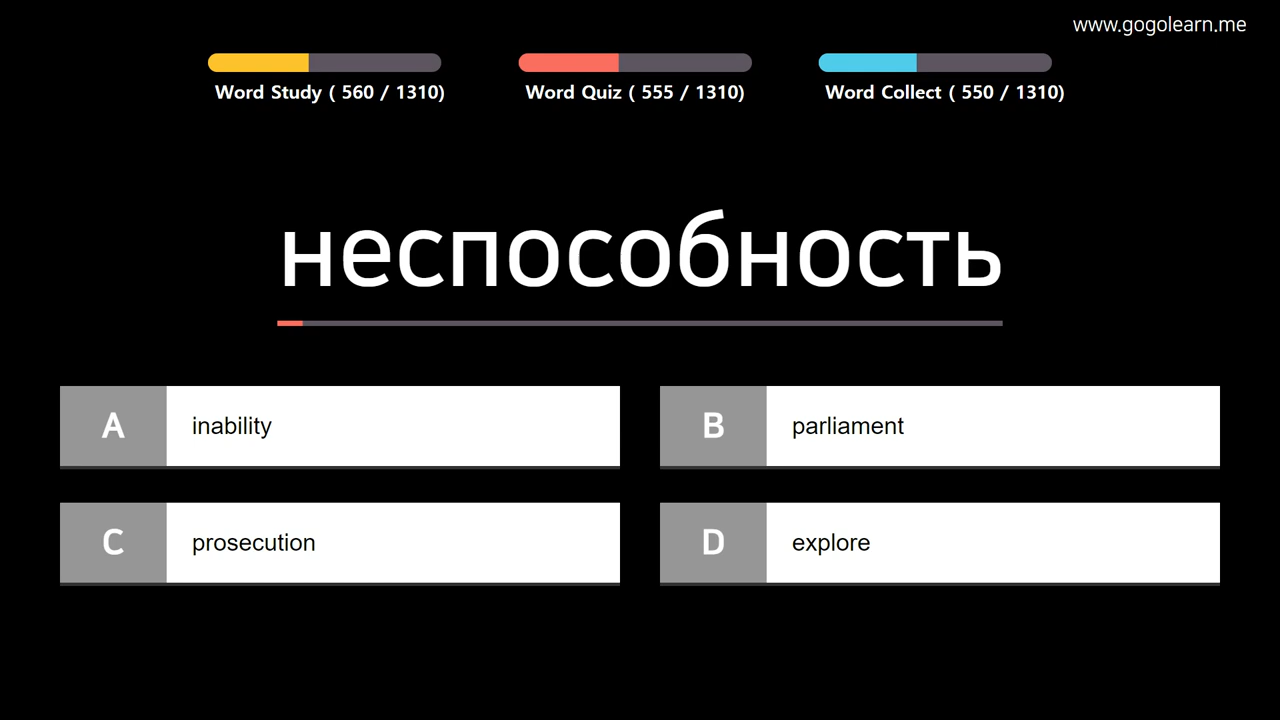 www.gogolearn.me
Word Study ( 560 / 1310)
Word Quiz ( 555 / 1310)
Word Collect ( 550 / 1310)
неспособность
A inability
B parliament
C prosecution
D explore